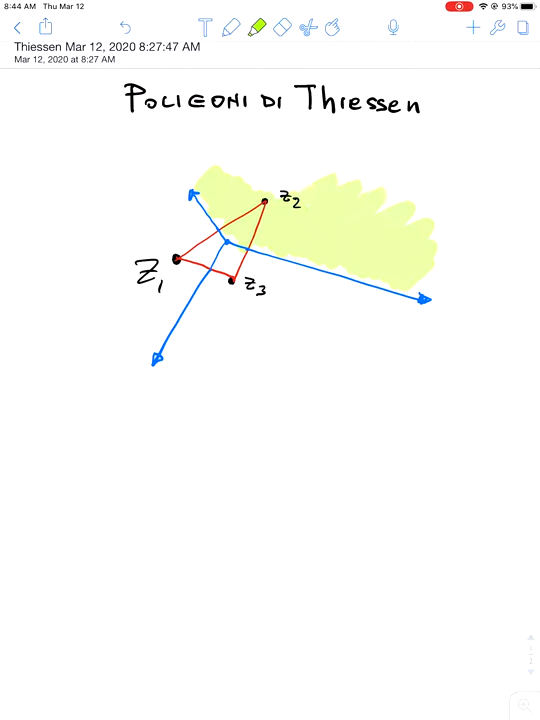 8:44 AM Thu Mar 12
93%
Thiessen Mar 12, 2020 8:27:47 AM
Mar 12, 2020 at 8:27 AM
POLIGONI DI Thiessen
z2
Z1
z3